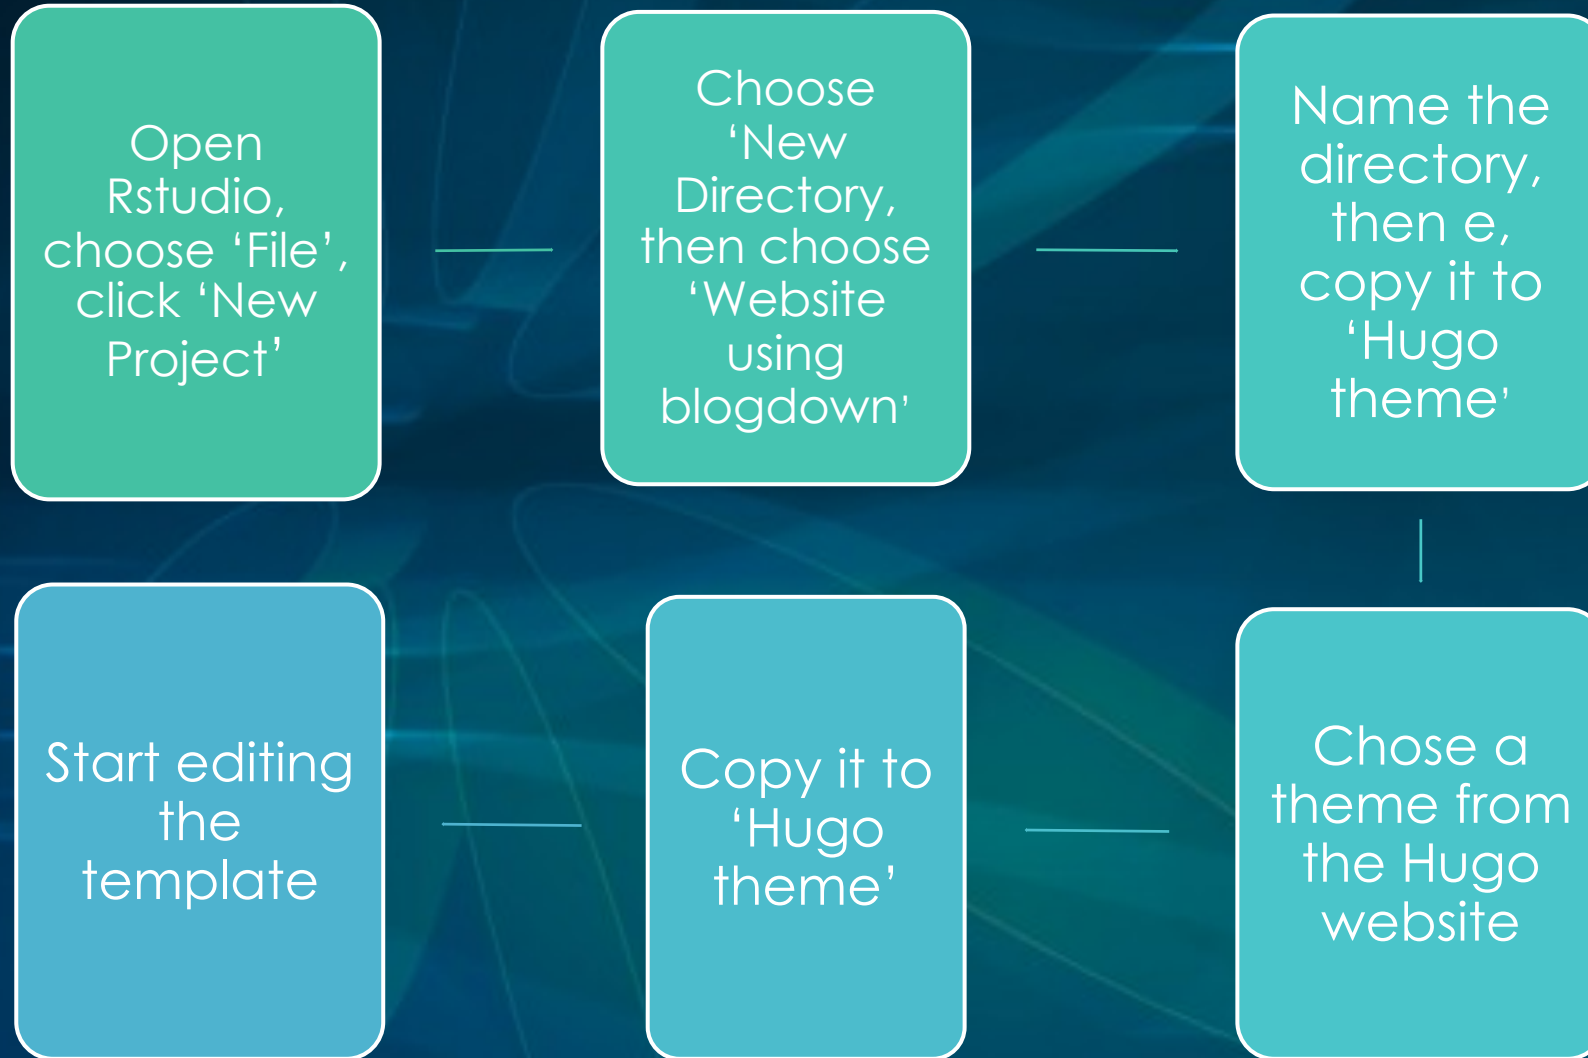 Open
Rstudio,
choose ‘File’,
click ‘New
Project’
Choose
‘New
Directory,
then choose
‘Website
using
blogdown’
Name the
directory,
then e,
copy it to
‘Hugo
theme’
Chose a
theme from
the Hugo
website
Copy it to
‘Hugo
theme’
Start editing
the
template